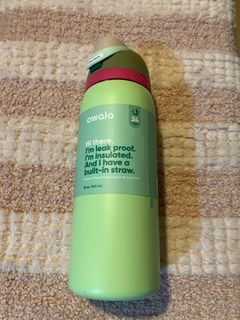 owala
24
Hi there.
I'm leak proof.
I'm insulated.
And I have a
built-in straw.